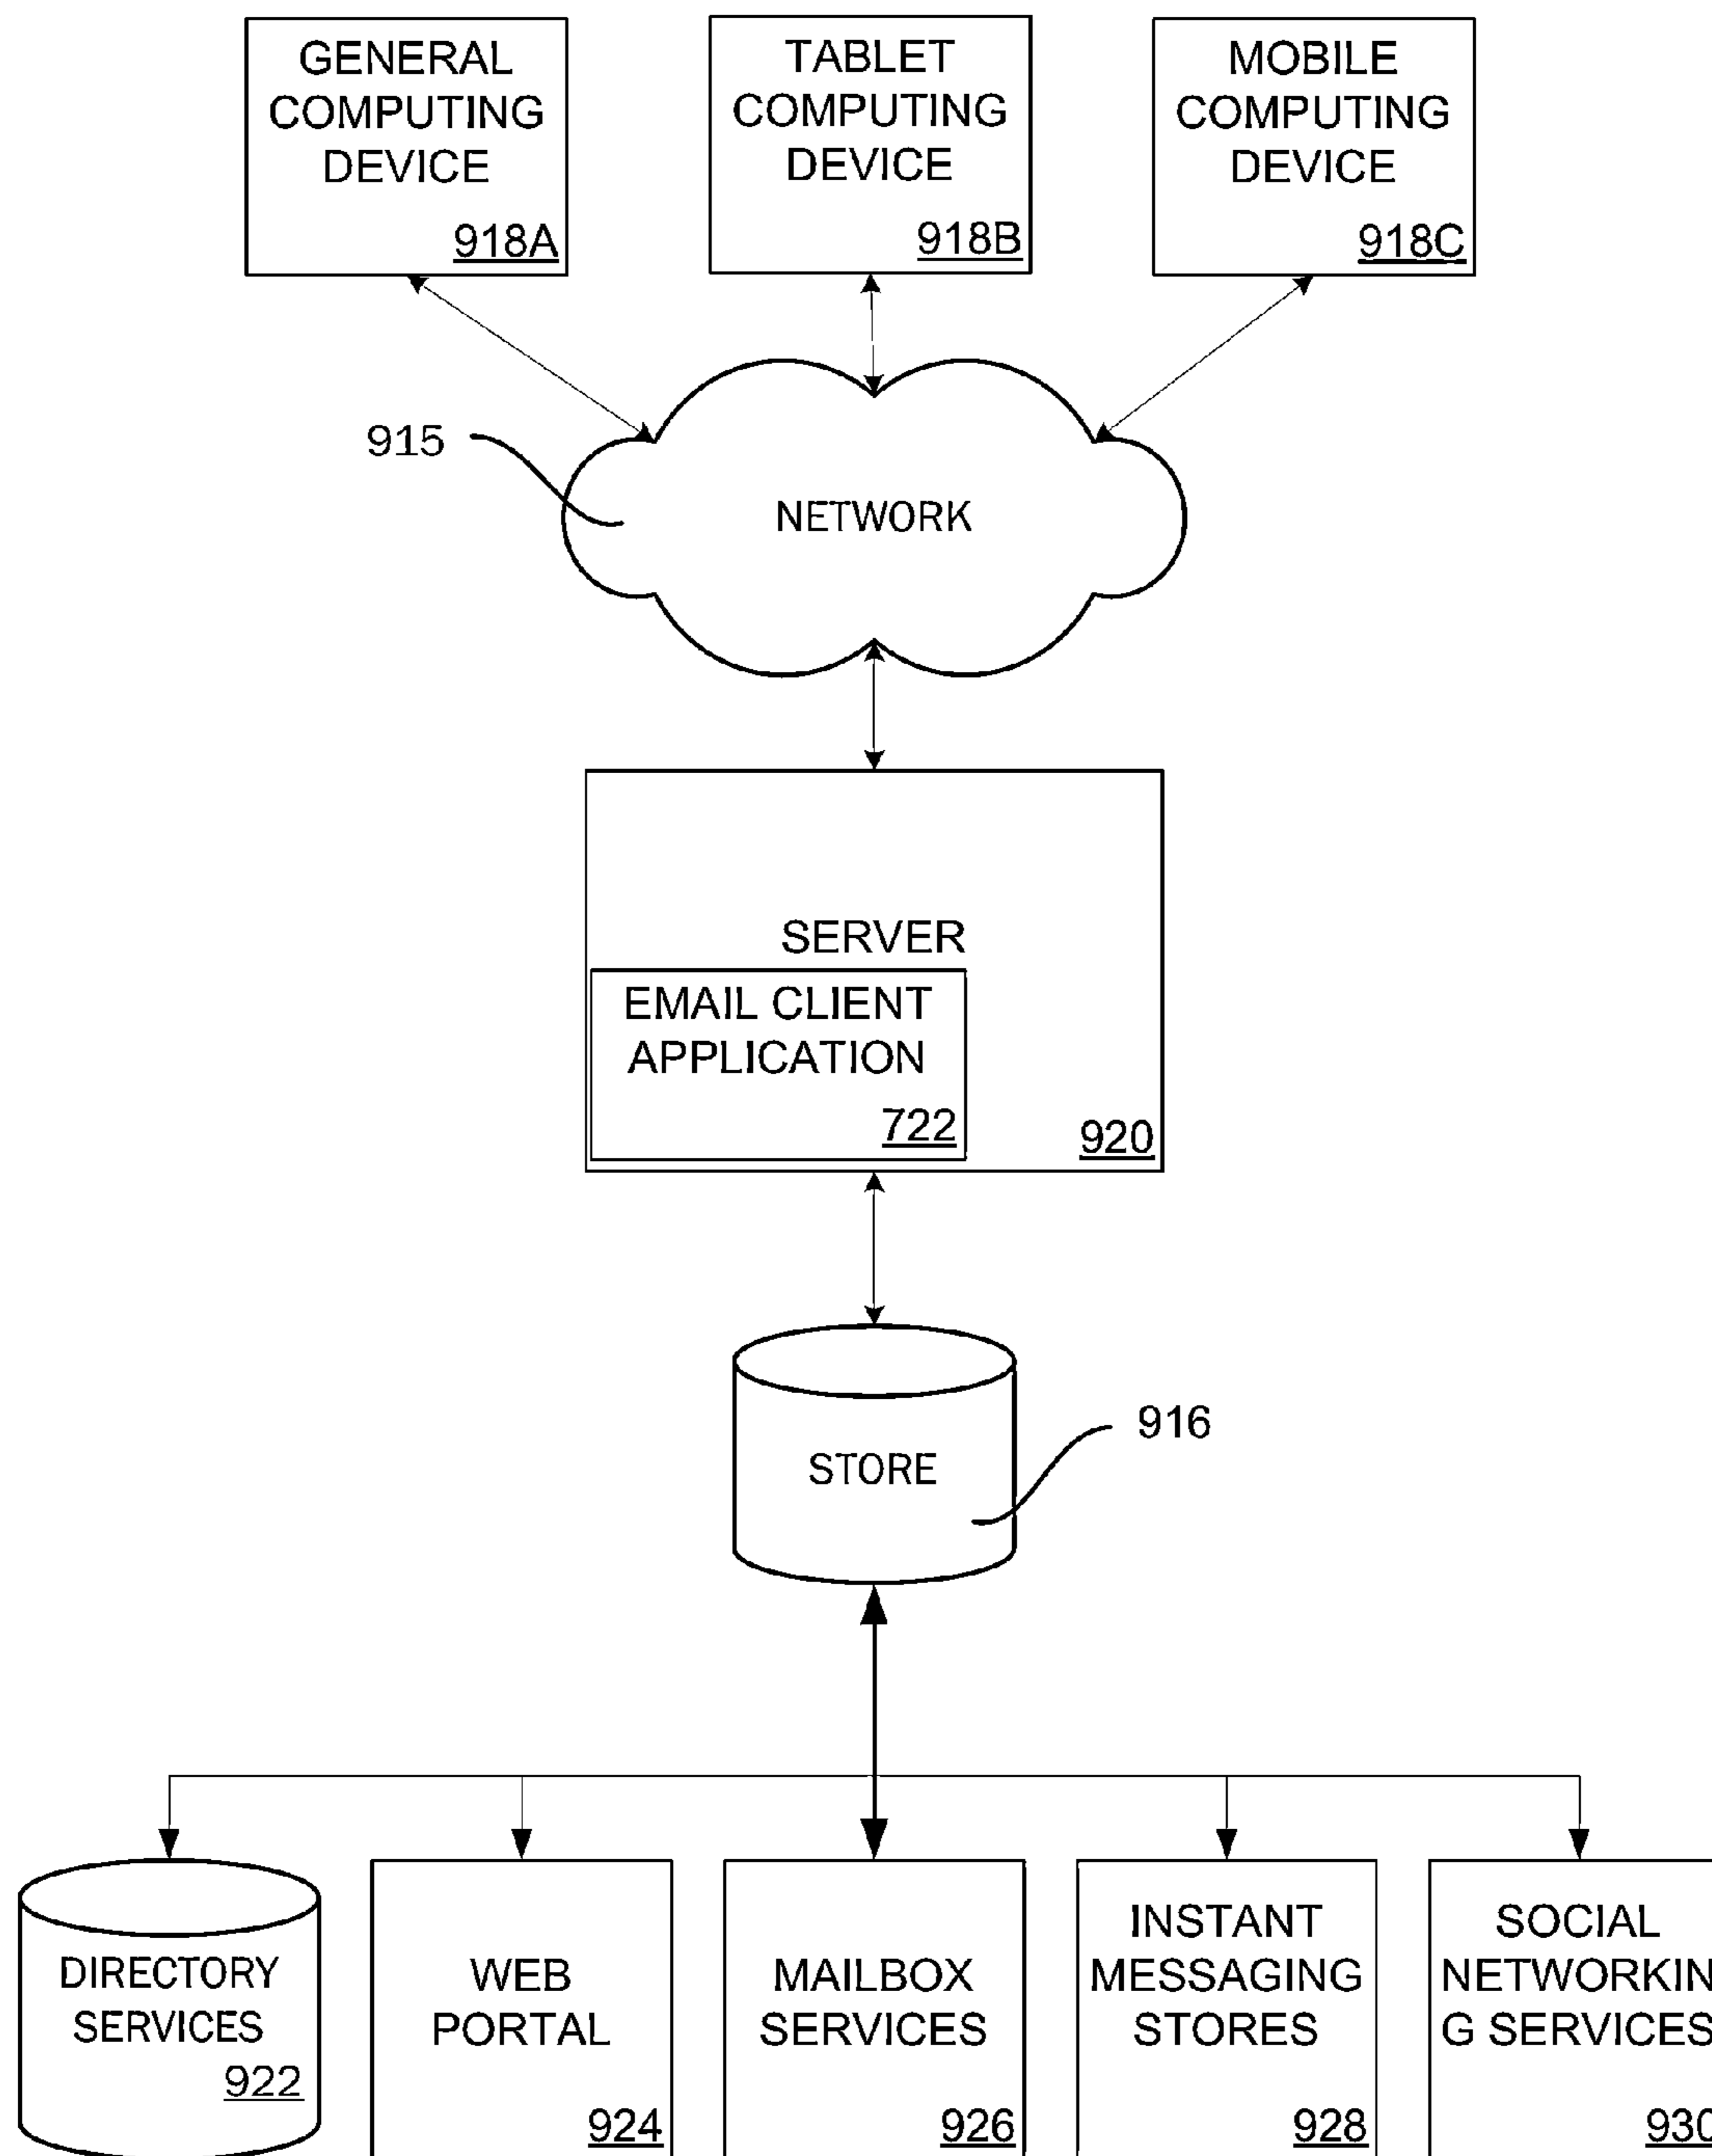 GENERAL
COMPUTING
DEVICE
918A
TABLET
COMPUTING
DEVICE
918B
MOBILE
COMPUTING
DEVICE
918C
915
NETWORK
SERVER
EMAIL CLIENT
APPLICATION
722
920
STORE
916
DIRECTORY
SERVICES
922
WEB
PORTAL
924
MAILBOX
SERVICES
926
INSTANT
MESSAGING
STORES
928
SOCIAL
NETWORKIN
G SERVICES
930